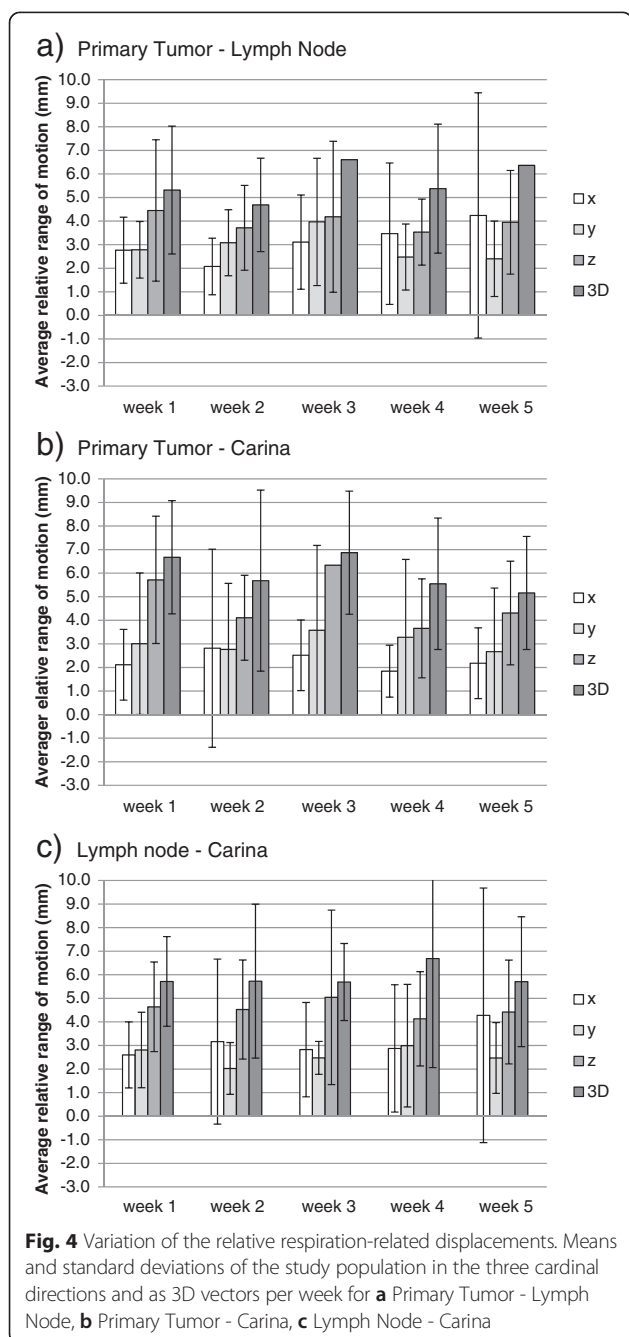 a) Primary Tumor - Lymph Node
Average relative range of motion (mm)
10.0
9.0
8.0
7.0
6.0
5.0
4.0
3.0
2.0
1.0
0.0
-1.0
-2.0
-3.0
week 1 week 2 week 3 week 4 week 5
x
y
z
3D
b) Primary Tumor - Carina
Averager elative range of motion (mm)
10.0
9.0
8.0
7.0
6.0
5.0
4.0
3.0
2.0
1.0
0.0
-1.0
-2.0
-3.0
week 1 week 2 week 3 week 4 week 5
x
y
z
3D
c) Lymph node - Carina
Average relative range of motion (mm)
10.0
9.0
8.0
7.0
6.0
5.0
4.0
3.0
2.0
1.0
0.0
-1.0
-2.0
-3.0
week 1 week 2 week 3 week 4 week 5
x
y
z
3D
Fig. 4 Variation of the relative respiration-related displacements. Means
and standard deviations of the study population in the three cardinal
directions and as 3D vectors per week for a Primary Tumor - Lymph
Node, b Primary Tumor - Carina, c Lymph Node - Carina